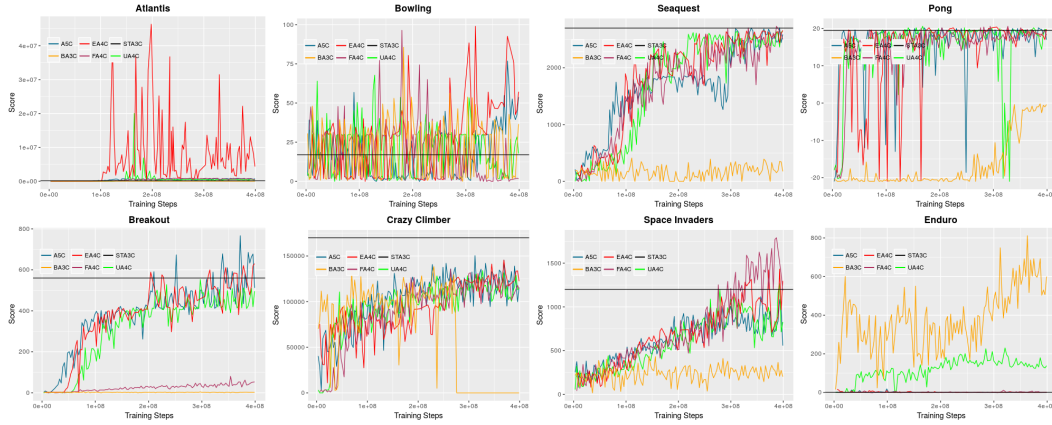 Atlantis
Score
4e+07
3e+07
2e+07
1e+07
0e+00
A5C EA4C STA3C
BA3C FA4C UA4C
0e+00 1e+08 2e+08 3e+08 4e+08
Training Steps
Bowling
Score
100
75
50
25
0
A5C EA4C STA3C
BA3C FA4C UA4C
0e+00 1e+08 2e+08 3e+08 4e+08
Training Steps
Seaquest
Score
2000
1000
0
A5C EA4C STA3C
BA3C FA4C UA4C
0e+00 1e+08 2e+08 3e+08 4e+08
Training Steps
Pong
Score
20
10
0
-10
-20
A5C EA4C STA3C
BA3C FA4C UA4C
0e+00 1e+08 2e+08 3e+08 4e+08
Training Steps
Breakout
Score
800
600
400
200
0
A5C EA4C STA3C
BA3C FA4C UA4C
0e+00 1e+08 2e+08 3e+08 4e+08
Training Steps
Crazy Climber
Score
150000
100000
50000
0
A5C EA4C STA3C
BA3C FA4C UA4C
0e+00 1e+08 2e+08 3e+08 4e+08
Training Steps
Space Invaders
Score
1500
1000
500
0
A5C EA4C STA3C
BA3C FA4C UA4C
0e+00 1e+08 2e+08 3e+08 4e+08
Training Steps
Enduro
Score
800
600
400
200
0
A5C EA4C STA3C
BA3C FA4C UA4C
0e+00 1e+08 2e+08 3e+08 4e+08
Training Steps